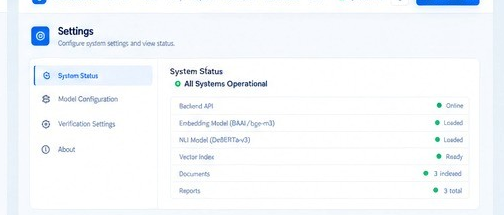 Settings
Configure system settings and view status.
System Status
Model Configuration
Verification Settings
About
System Status
All Systems Operational
Backend API Online
Embedding Model (BAAI/bge-m3) Loaded
NLI Model (DeBERTa-v3) Loaded
Vector Index Ready
Documents 3 indexed
Reports 3 total